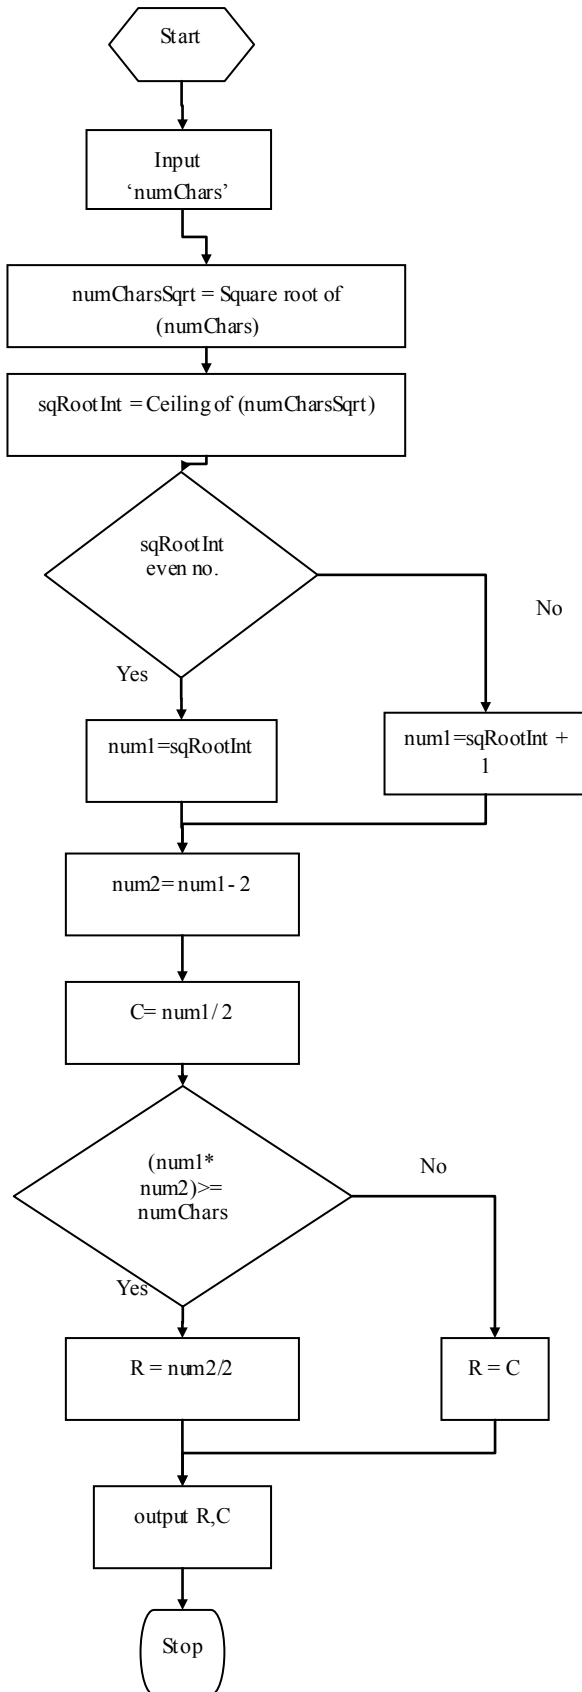 Start
Input
‘numChars’
numCharsSqrt = Square root of
(numChars)
sqRootInt = Ceiling of (numCharsSqrt)
sqRootInt
even no.
No
Yes
num1=sqRootInt
num1=sqRootInt +
1
num2= num1 - 2
C= num1 / 2
(num1*
num2)>=
numChars
No
Yes
R = num2/2
R = C
output R,C
Stop